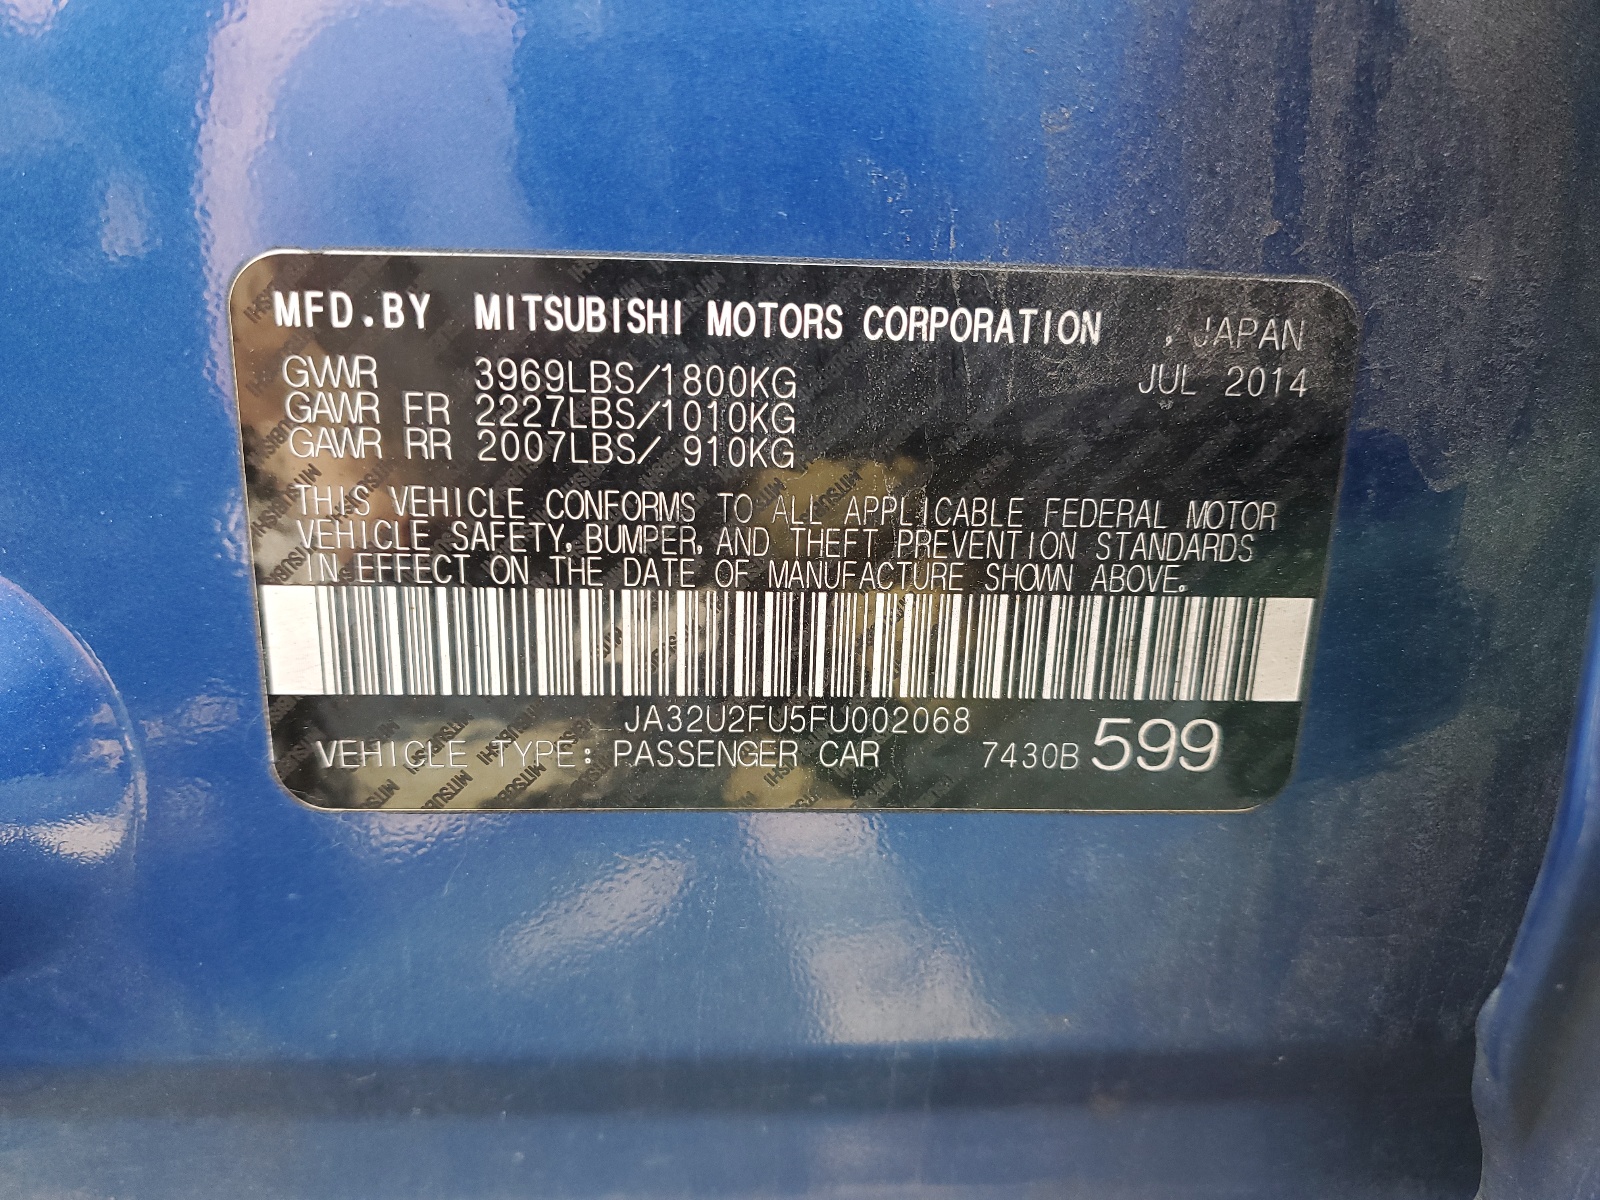 MFD.BY MITSUBISHI MOTORS CORPORATION , JAPAN
GVWR 3969LBS/1800KG JUL 2014
GAWR FR 2227LBS/1010KG
GAWR RR 2007LBS/ 910KG
THIS VEHICLE CONFORMS TO ALL APPLICABLE FEDERAL MOTOR
VEHICLE SAFETY, BUMPER, AND THEFT PREVENTION STANDARDS
IN EFFECT ON THE DATE OF MANUFACTURE SHOWN ABOVE.
JA32U2FU5FU002068
VEHICLE TYPE: PASSENGER CAR 7430B 599